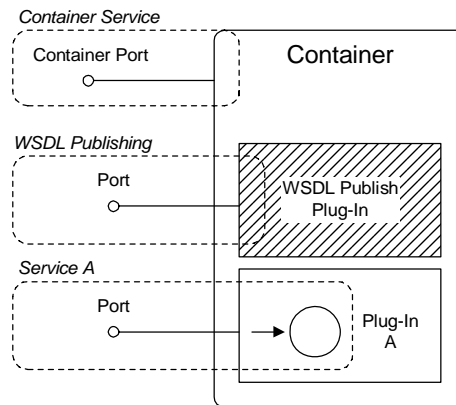 Container Service
Container Port
Container
WSDL Publishing
Port
WSDL Publish
Plug-In
Service A
Port
Plug-In
A